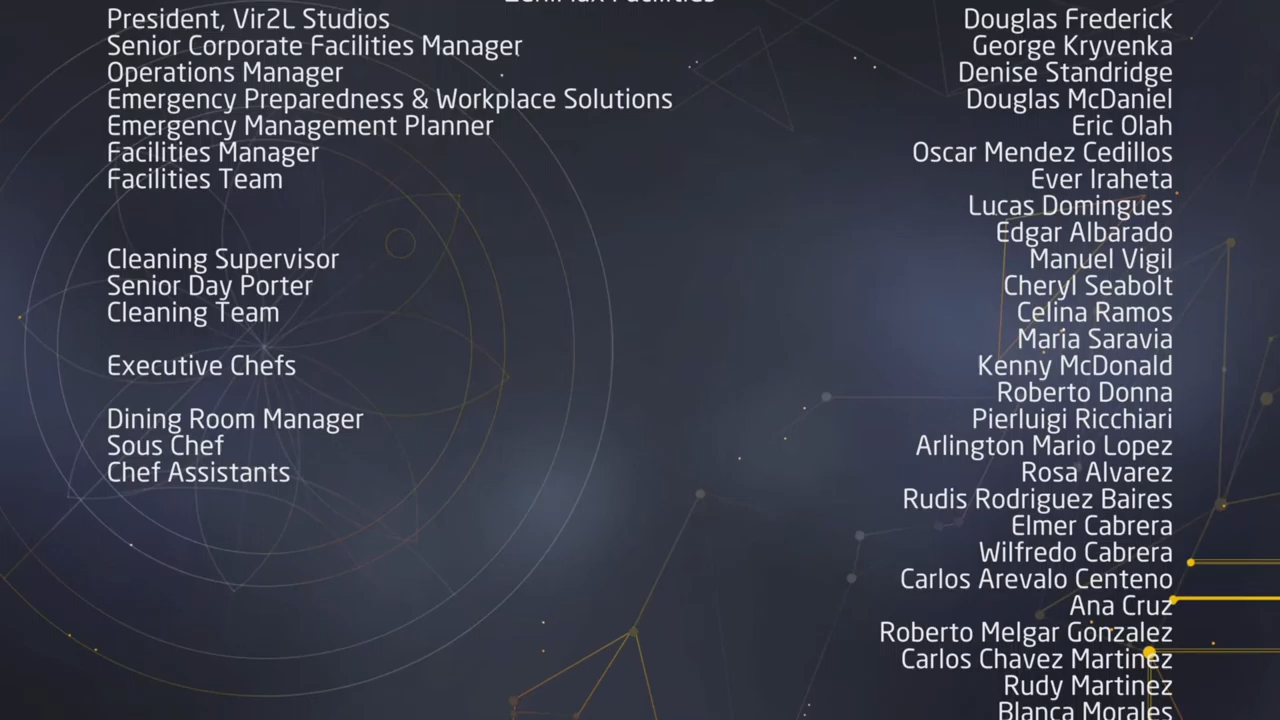 ZeniMax Facilities
President, Vir2L Studios Douglas Frederick
Senior Corporate Facilities Manager George Kryvenka
Operations Manager Denise Standridge
Emergency Preparedness & Workplace Solutions Douglas McDaniel
Emergency Management Planner Eric Olah
Facilities Manager Oscar Mendez Cedillos
Facilities Team Ever Iraheta
Lucas Domingues
Edgar Albarado
Cleaning Supervisor Manuel Vigil
Senior Day Porter Cheryl Seabolt
Cleaning Team Celina Ramos
Maria Saravia
Executive Chefs Kenny McDonald
Roberto Donna
Dining Room Manager Pierluigi Ricchiari
Sous Chef Arlington Mario Lopez
Chef Assistants Rosa Alvarez
Rudis Rodriguez Baires
Elmer Cabrera
Wilfredo Cabrera
Carlos Arevalo Centeno
Ana Cruz
Roberto Melgar Gonzalez
Carlos Chavez Martinez
Rudy Martinez
Blanca Morales